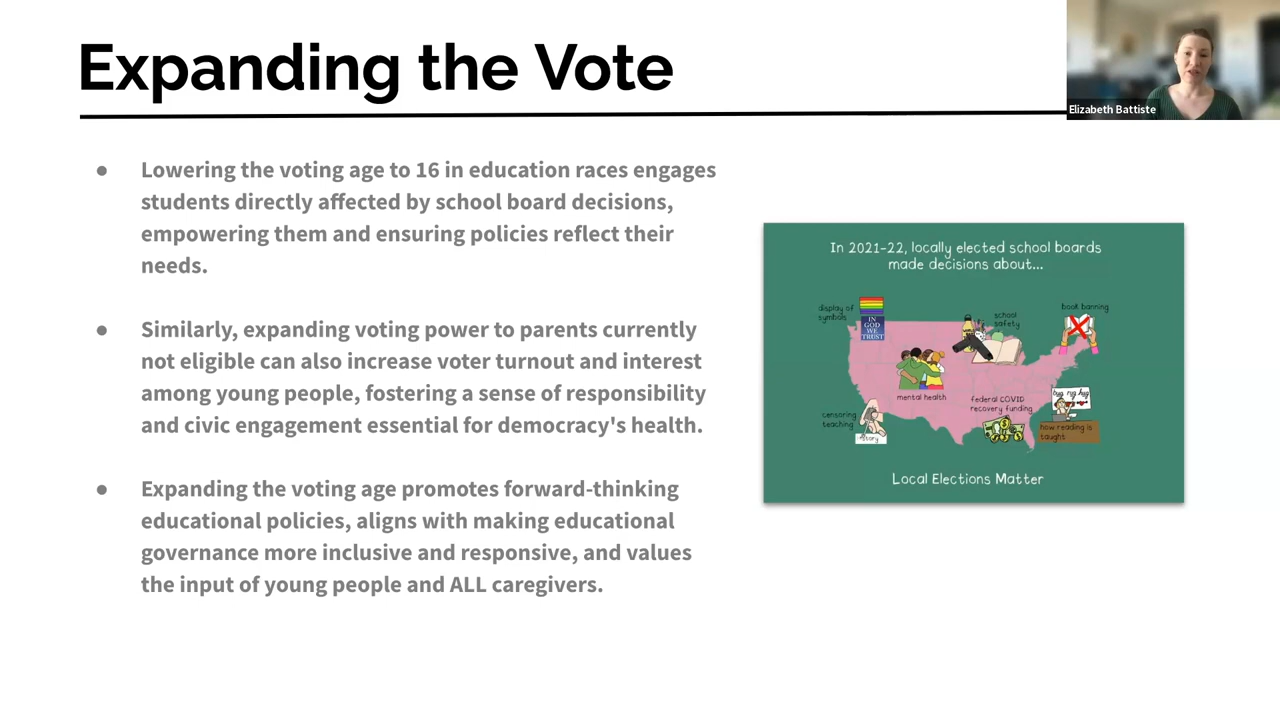 Expanding the Vote
Elizabeth Battiste
● Lowering the voting age to 16 in education races engages
students directly affected by school board decisions,
empowering them and ensuring policies reflect their
needs.
● Similarly, expanding voting power to parents currently
not eligible can also increase voter turnout and interest
among young people, fostering a sense of responsibility
and civic engagement essential for democracy's health.
● Expanding the voting age promotes forward-thinking
educational policies, aligns with making educational
governance more inclusive and responsive, and values
the input of young people and ALL caregivers.
In 2021-22, locally elected school boards
made decisions about...
display of
symbols
IN
GOD
WE
TRUST
school
safety
book banning
mental health
federal COVID
recovery funding
censoring
teaching
story
rug
how reading is
taught
Local Elections Matter